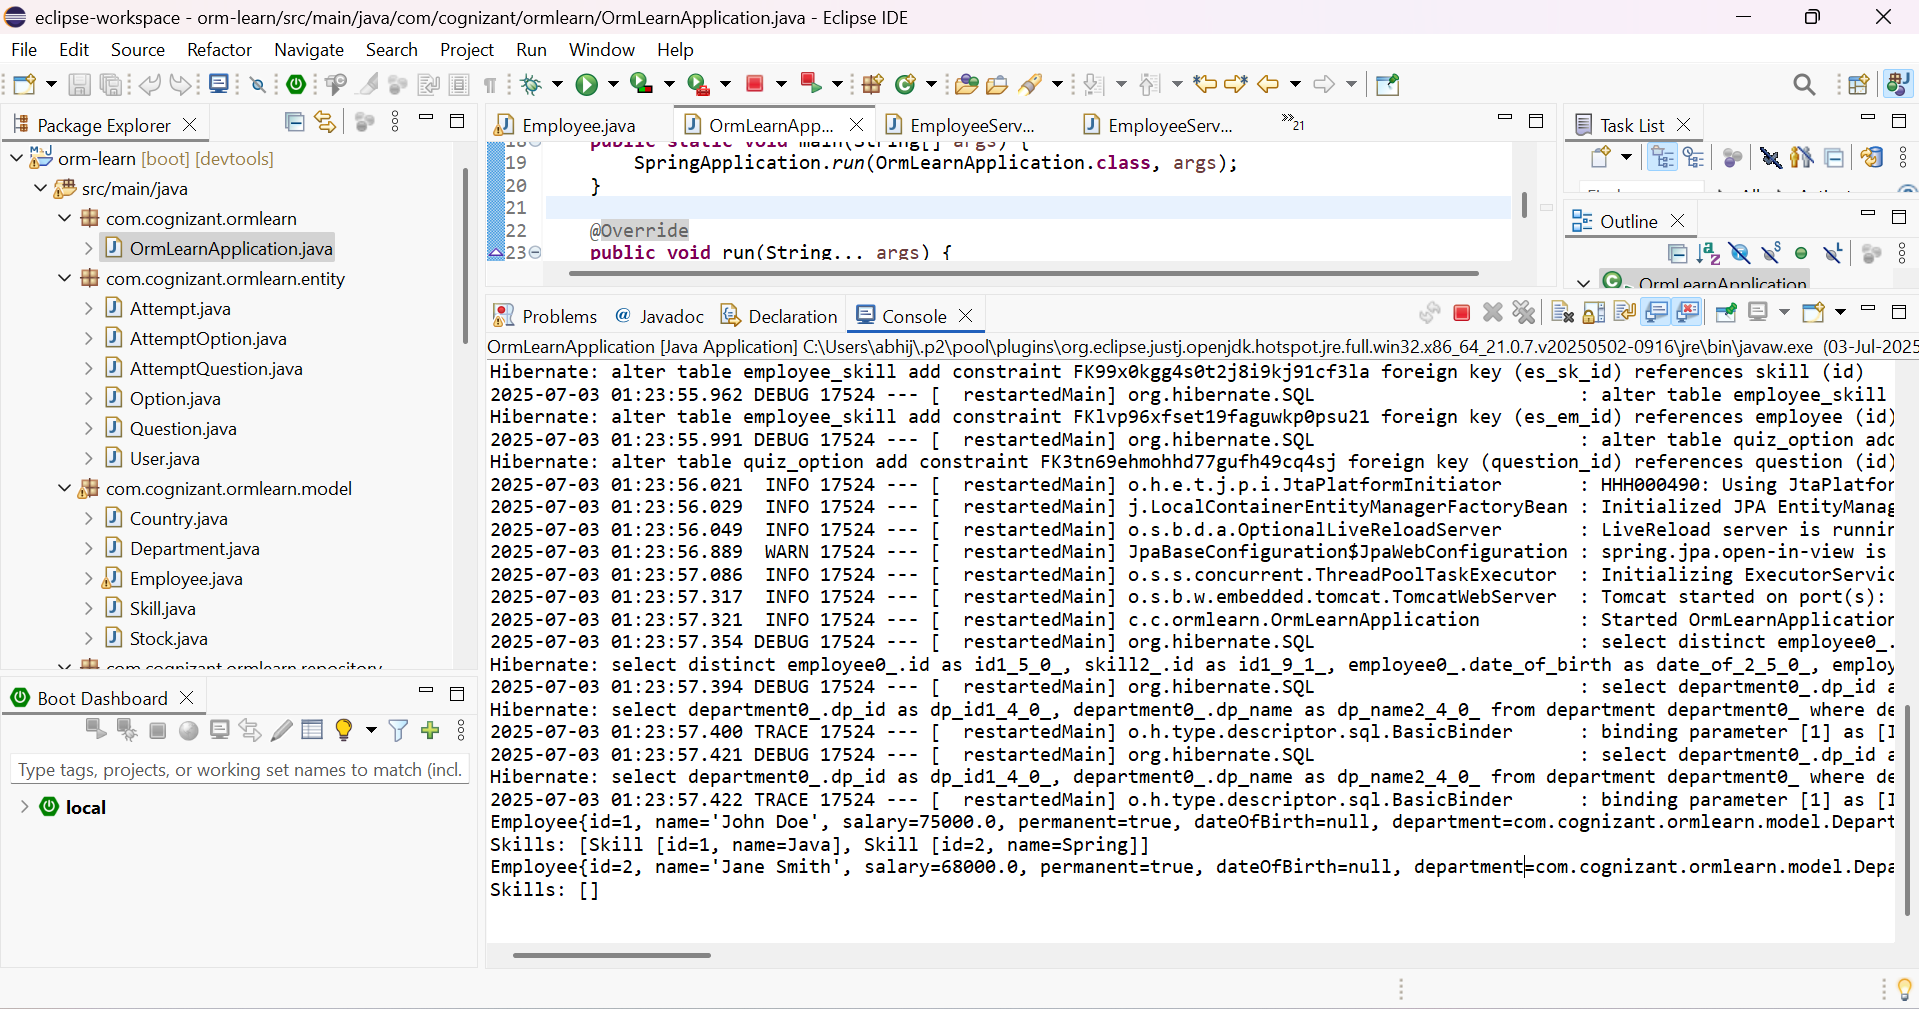 eclipse-workspace - orm-learn/src/main/java/com/cognizant/ormlearn/OrmLearnApplication.java - Eclipse IDE
File Edit Source Refactor Navigate Search Project Run Window Help
Package Explorer
orm-learn [boot] [devtools]
src/main/java
com.cognizant.ormlearn
OrmLearnApplication.java
com.cognizant.ormlearn.entity
Attempt.java
AttemptOption.java
AttemptQuestion.java
Option.java
Question.java
User.java
com.cognizant.ormlearn.model
Country.java
Department.java
Employee.java
Skill.java
Stock.java
com.cognizant.ormlearn.repository
Boot Dashboard
Type tags, projects, or working set names to match (incl.
local
Employee.java OrmLearnApp... EmployeeServ... EmployeeServ... »21
18 public static void main(String[] args) {
19 SpringApplication.run(OrmLearnApplication.class, args);
20 }
21
22 @Override
23 public void run(String... args) {
Task List
Outline
OrmLearnApplication
Problems @ Javadoc Declaration Console
OrmLearnApplication [Java Application] C:\Users\abhij\.p2\pool\plugins\org.eclipse.justj.openjdk.hotspot.jre.full.win32.x86_64_21.0.7.v20250502-0916\jre\bin\javaw.exe (03-Jul-2025
Hibernate: alter table employee_skill add constraint FK99x0kgg4s0t2j8i9kj91cf3la foreign key (es_sk_id) references skill (id)
2025-07-03 01:23:55.962 DEBUG 17524 --- [ restartedMain] org.hibernate.SQL : alter table employee_skill
Hibernate: alter table employee_skill add constraint FKlvp96xfset19faguwkp0psu21 foreign key (es_em_id) references employee (id)
2025-07-03 01:23:55.991 DEBUG 17524 --- [ restartedMain] org.hibernate.SQL : alter table quiz_option add
Hibernate: alter table quiz_option add constraint FK3tn69ehmohhd77gufh49cq4sj foreign key (question_id) references question (id)
2025-07-03 01:23:56.021 INFO 17524 --- [ restartedMain] o.h.e.t.j.p.i.JtaPlatformInitiator : HHH000490: Using JtaPlatfor
2025-07-03 01:23:56.029 INFO 17524 --- [ restartedMain] j.LocalContainerEntityManagerFactoryBean : Initialized JPA EntityManag
2025-07-03 01:23:56.049 INFO 17524 --- [ restartedMain] o.s.b.d.a.OptionalLiveReloadServer : LiveReload server is runnin
2025-07-03 01:23:56.889 WARN 17524 --- [ restartedMain] JpaBaseConfiguration$JpaWebConfiguration : spring.jpa.open-in-view is
2025-07-03 01:23:57.086 INFO 17524 --- [ restartedMain] o.s.s.concurrent.ThreadPoolTaskExecutor : Initializing ExecutorServic
2025-07-03 01:23:57.317 INFO 17524 --- [ restartedMain] o.s.b.w.embedded.tomcat.TomcatWebServer : Tomcat started on port(s):
2025-07-03 01:23:57.321 INFO 17524 --- [ restartedMain] c.c.ormlearn.OrmLearnApplication : Started OrmLearnApplication
2025-07-03 01:23:57.354 DEBUG 17524 --- [ restartedMain] org.hibernate.SQL : select distinct employee0_.
Hibernate: select distinct employee0_.id as id1_5_0_, skill2_.id as id1_9_1_, employee0_.date_of_birth as date_of_2_5_0_, employ
2025-07-03 01:23:57.394 DEBUG 17524 --- [ restartedMain] org.hibernate.SQL : select department0_.dp_id a
Hibernate: select department0_.dp_id as dp_id1_4_0_, department0_.dp_name as dp_name2_4_0_ from department department0_ where de
2025-07-03 01:23:57.400 TRACE 17524 --- [ restartedMain] o.h.type.descriptor.sql.BasicBinder : binding parameter [1] as [I
2025-07-03 01:23:57.421 DEBUG 17524 --- [ restartedMain] org.hibernate.SQL : select department0_.dp_id a
Hibernate: select department0_.dp_id as dp_id1_4_0_, department0_.dp_name as dp_name2_4_0_ from department department0_ where de
2025-07-03 01:23:57.422 TRACE 17524 --- [ restartedMain] o.h.type.descriptor.sql.BasicBinder : binding parameter [1] as [I
Employee{id=1, name='John Doe', salary=75000.0, permanent=true, dateOfBirth=null, department=com.cognizant.ormlearn.model.Depart
Skills: [Skill [id=1, name=Java], Skill [id=2, name=Spring]]
Employee{id=2, name='Jane Smith', salary=68000.0, permanent=true, dateOfBirth=null, department=com.cognizant.ormlearn.model.Depa
Skills: []